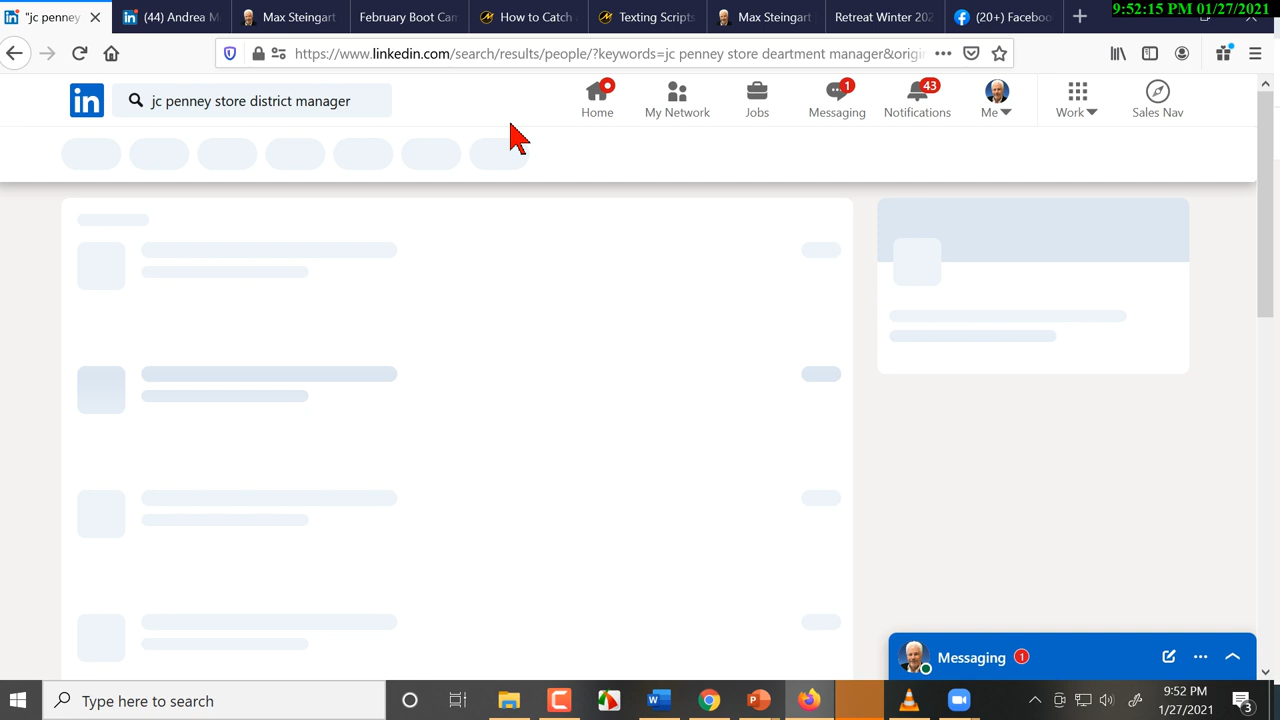 "jc penney
(44) Andrea M
Max Steingart
February Boot Cam
How to Catch
Texting Scripts
Max Steingart
Retreat Winter 202
(20+) Faceboo
9:52:15 PM 01/27/2021
https://www.linkedin.com/search/results/people/?keywords=jc penney store deartment manager&origi
in
jc penney store district manager
Home
My Network
Jobs
1
Messaging
43
Notifications
Me
Work
Sales Nav
Messaging 1
Type here to search
9:52 PM
1/27/2021
3